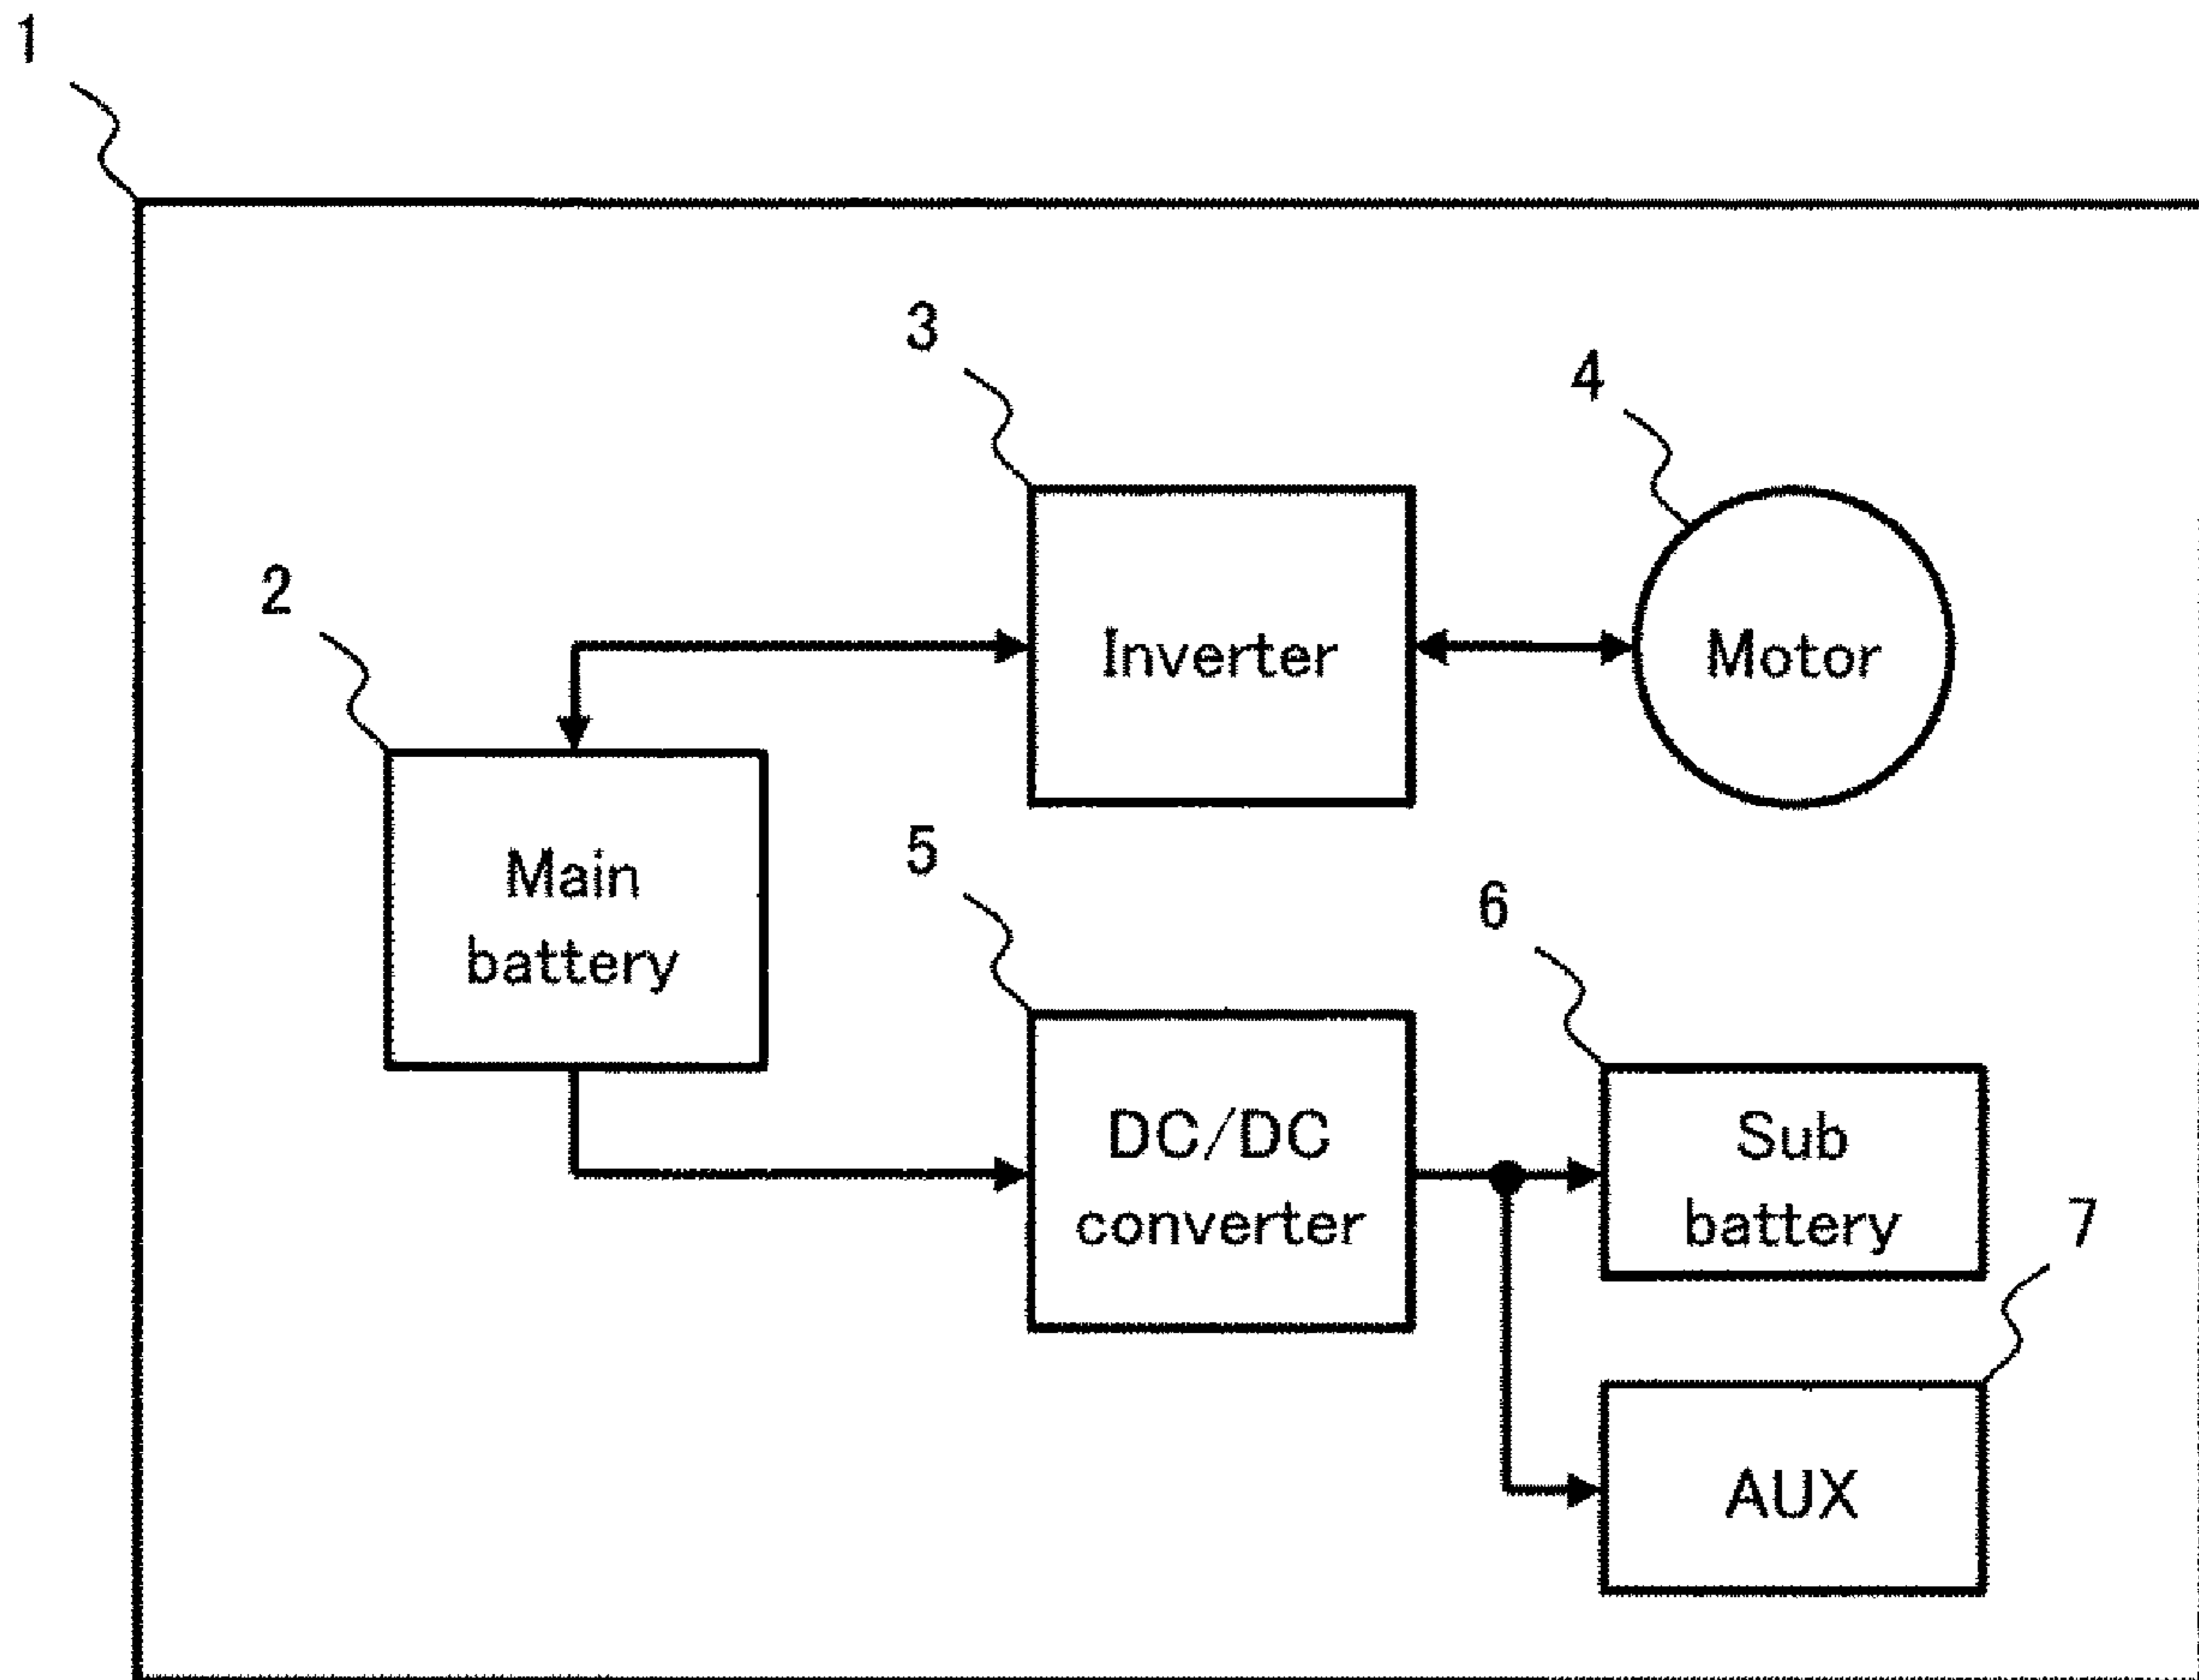 1
3
4
Inverter
Motor
2
Main
battery
5
DC/DC
converter
6
Sub
battery
7
AUX